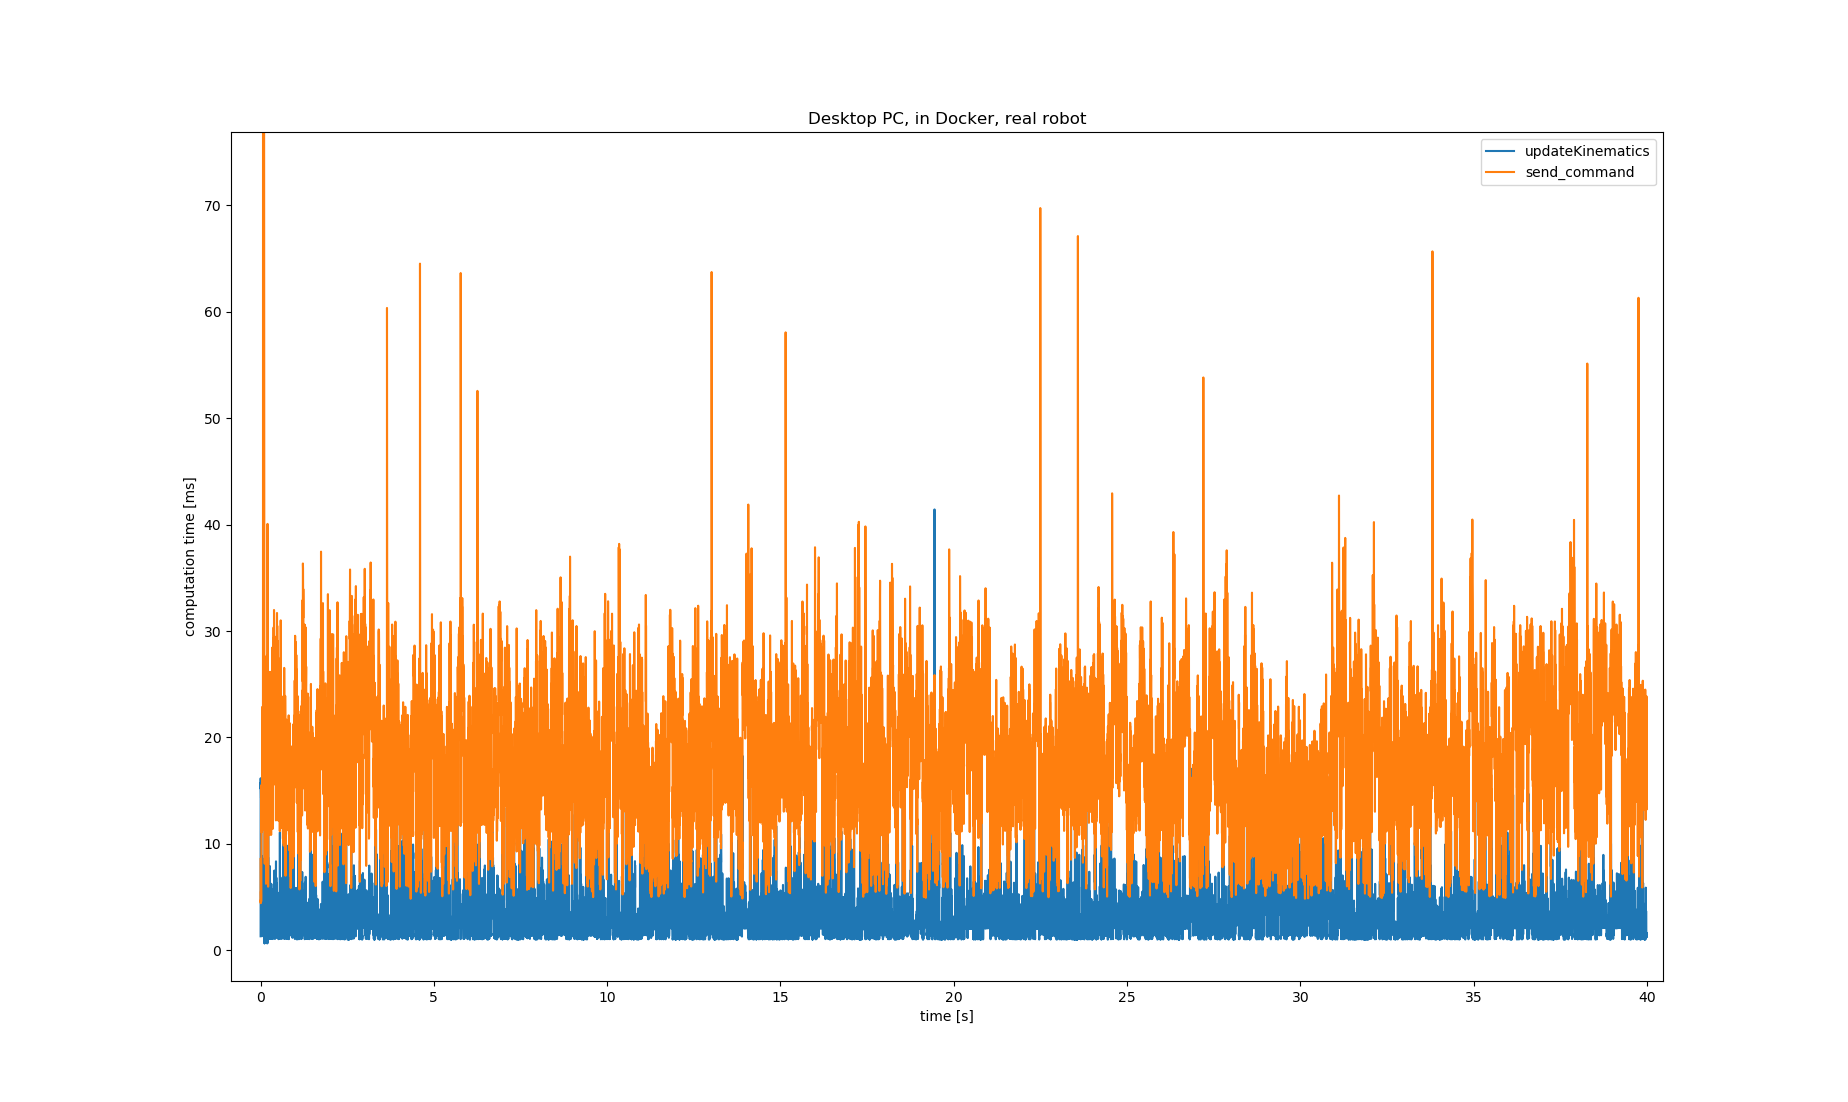 Desktop PC, in Docker, real robot
updateKinematics
send_command
computation time [ms]
70
60
50
40
30
20
10
0
0 5 10 15 20 25 30 35 40
time [s]